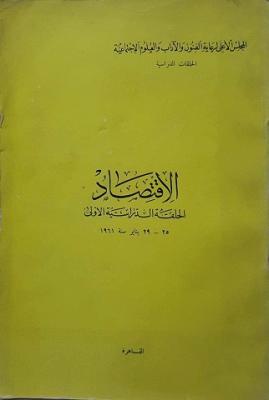 المجلس الأعلى لرعاية الفنون والآداب والعلوم الاجتماعية
الحلقات الدراسية
الاقتصاد
الحلقة الدراسية الأولى
٢٥ - ٢٩ يناير سنة ١٩٦١
القاهرة